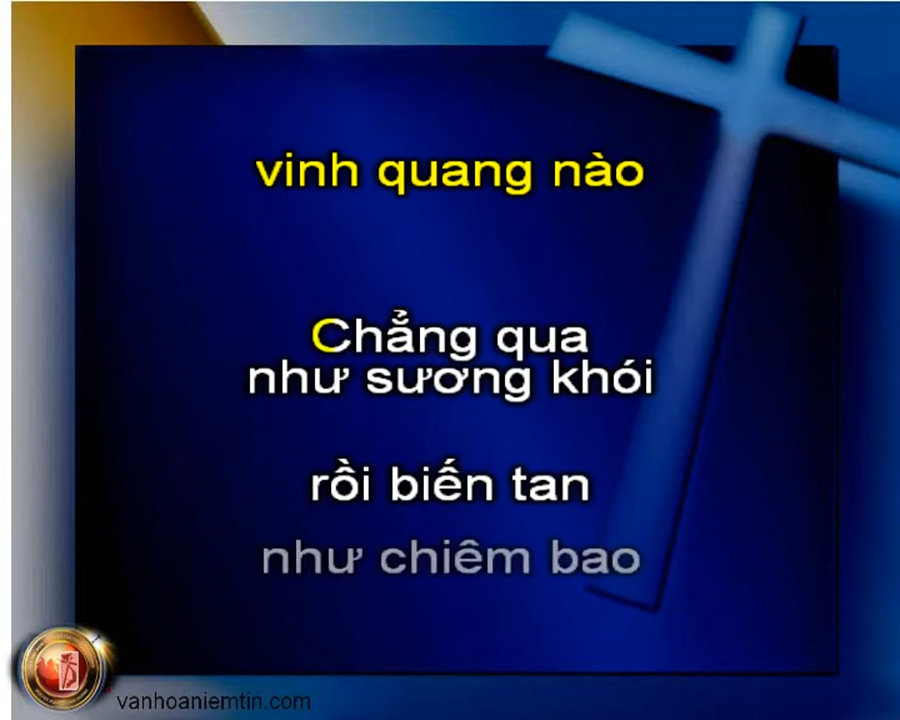 vinh quang nào
Chẳng qua
như sương khói
rồi biến tan
như chiêm bao
vanhoaniemtin.com